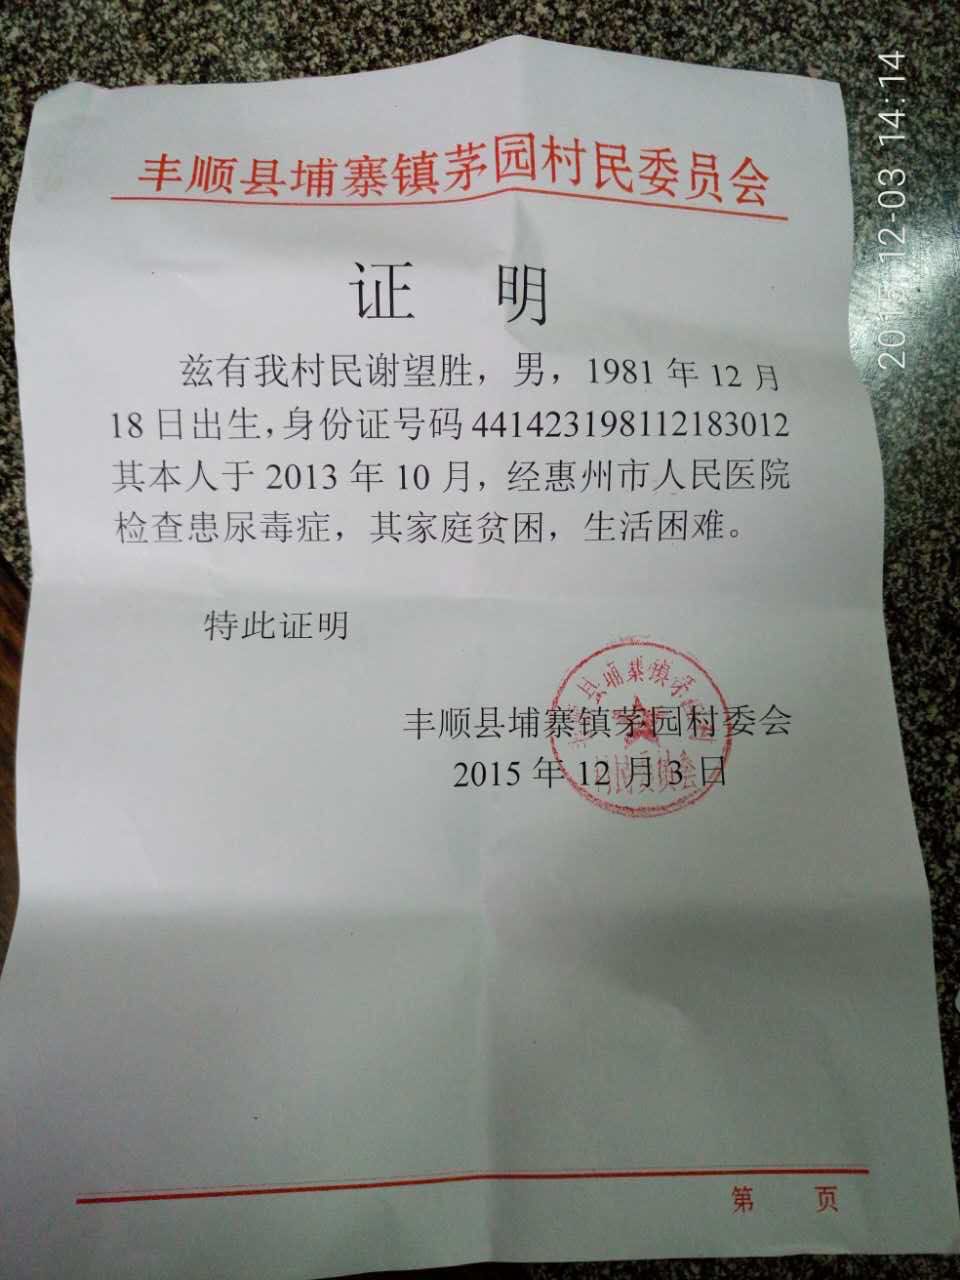 丰顺县埔寨镇茅园村民委员会
证 明
兹有我村民谢望胜，男，1981 年 12 月
18 日出生，身份证号码 441423198112183012
其本人于 2013 年 10 月，经惠州市人民医院
检查患尿毒症，其家庭贫困，生活困难。
特此证明
丰顺县埔寨镇茅园村委会
2015 年 12 月 3 日
第 页
2015-12-03 14:14